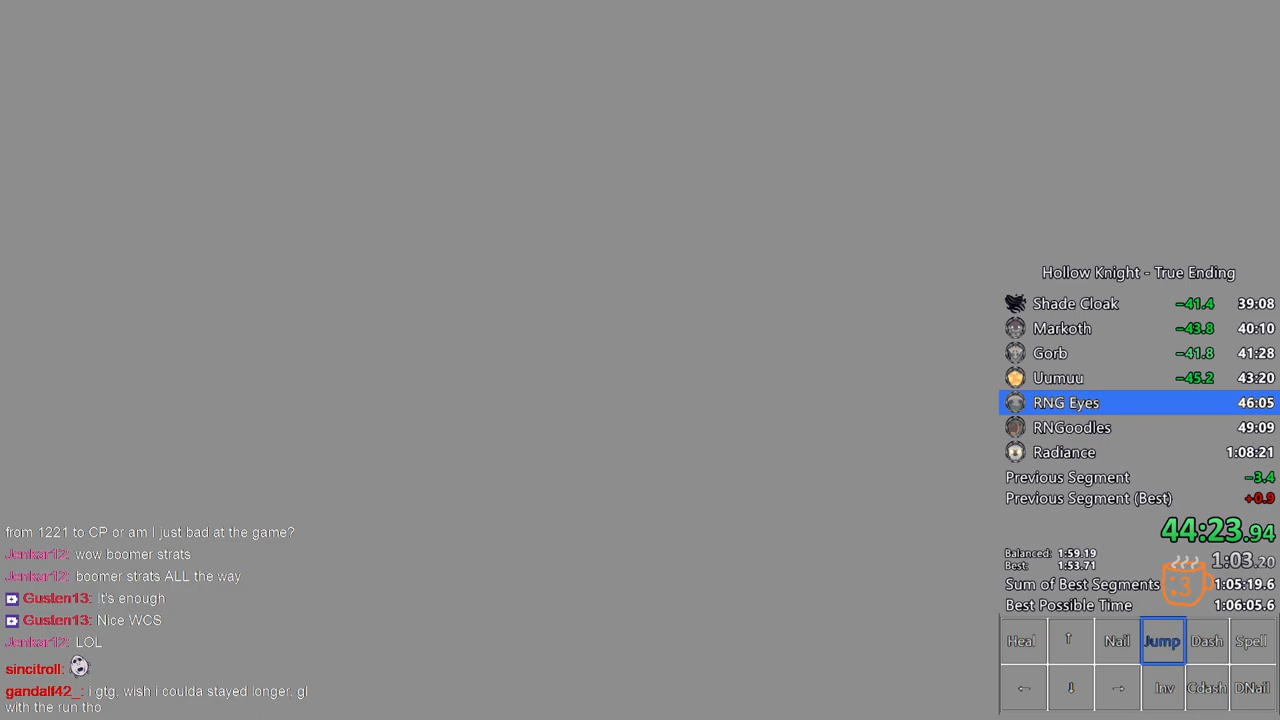 Hollow Knight - True Ending
Shade Cloak -41.4 39:08
Markoth -43.8 40:10
Gorb -41.8 41:28
Uumuu -45.2 43:20
RNG Eyes 46:05
RNGoodles 49:09
Radiance 1:08:21
Previous Segment -3.4
Previous Segment (Best) +0.9
44:23.94
Balanced: 1:59.19
Best: 1:53.71
1:03.20
Sum of Best Segments 1:05:19.6
Best Possible Time 1:06:05.6
:3
Heal ↑ Nail Jump Dash Spell
← ↓ → Inv Cdash DNail
from 1221 to CP or am I just bad at the game?
Jenkar12: wow boomer strats
Jenkar12: boomer strats ALL the way
Gusten13: It's enough
Gusten13: Nice WCS
Jenkar12: LOL
sincitroll:
gandalf42_: i gtg. wish i coulda stayed longer. gl
with the run tho